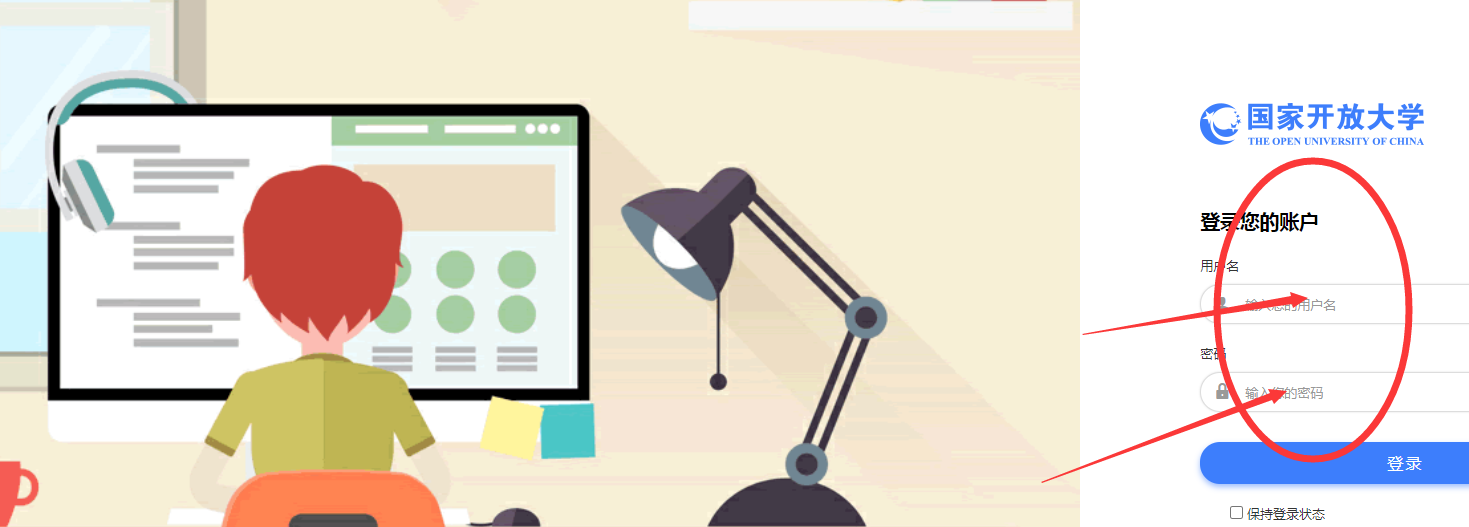 国家开放大学
THE OPEN UNIVERSITY OF CHINA
登录您的账户
用户名
输入您的用户名
密码
输入您的密码
登录
保持登录状态